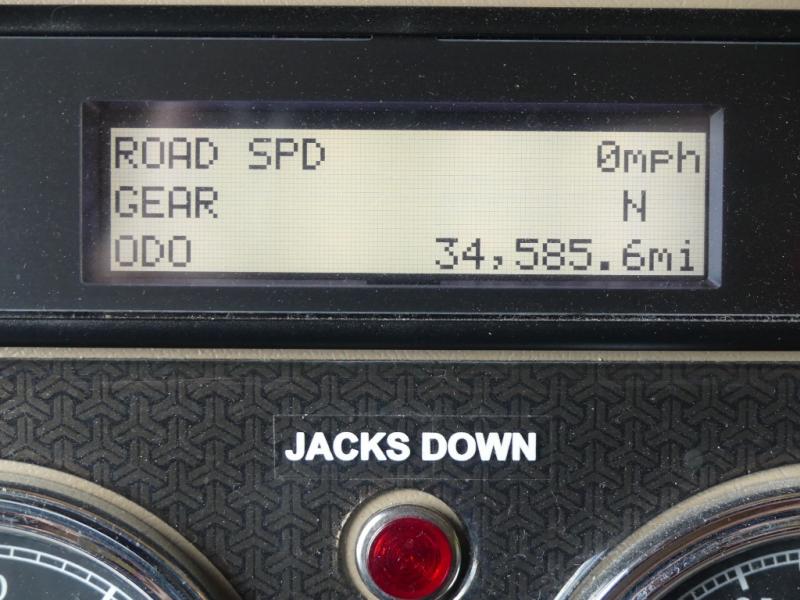 ROAD SPD 0mph
GEAR N
ODO 34,585.6mi
JACKS DOWN